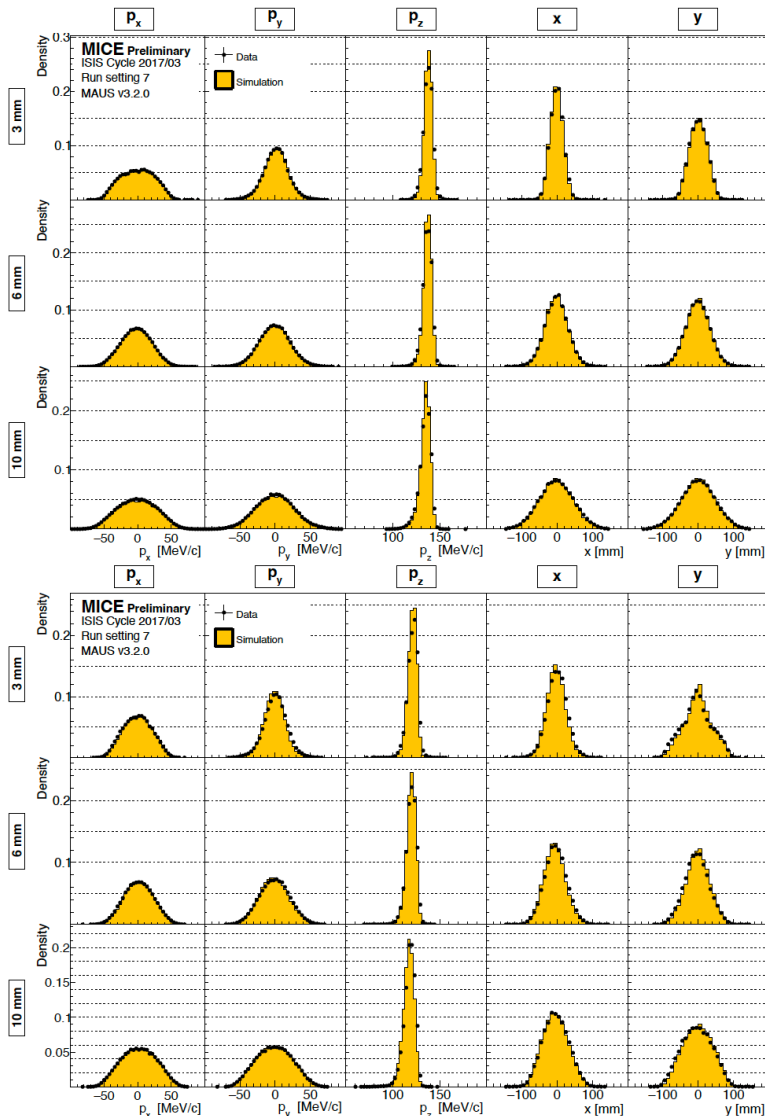 p_x p_y p_z x y
Density
0.3
0.2
0.1
MICE Preliminary
ISIS Cycle 2017/03
Run setting 7
MAUS v3.2.0
Data
Simulation
3 mm
Density
0.2
0.1
6 mm
Density
0.2
0.1
10 mm
−50 0 50 −50 0 50 100 150 −100 0 100 −100 0 100
p_x [MeV/c] p_y [MeV/c] p_z [MeV/c] x [mm] y [mm]
p_x p_y p_z x y
Density
0.2
0.1
MICE Preliminary
ISIS Cycle 2017/03
Run setting 7
MAUS v3.2.0
Data
Simulation
3 mm
Density
0.2
0.1
6 mm
Density
0.2
0.15
0.1
0.05
10 mm
−50 0 50 −50 0 50 100 150 −100 0 100 −100 0 100
p_x [MeV/c] p_y [MeV/c] p_z [MeV/c] x [mm] y [mm]